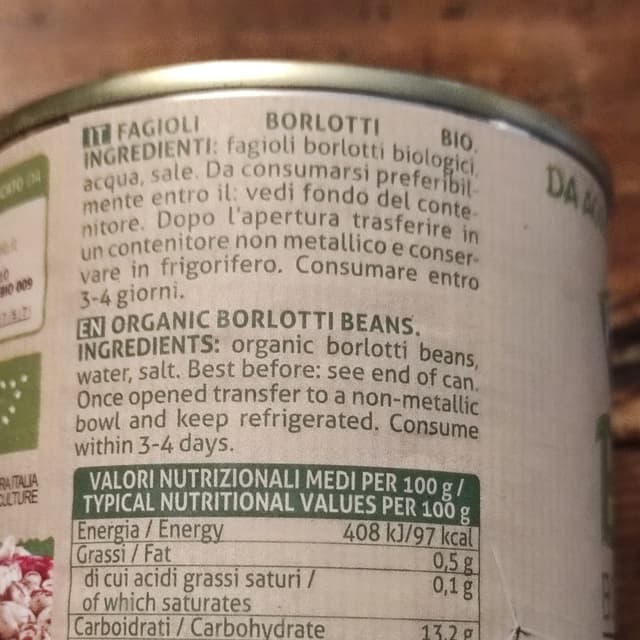 IT FAGIOLI BORLOTTI BIO.
INGREDIENTI: fagioli borlotti biologici,
acqua, sale. Da consumarsi preferibil-
mente entro il: vedi fondo del conte-
nitore. Dopo l'apertura trasferire in
un contenitore non metallico e conser-
vare in frigorifero. Consumare entro
3-4 giorni.
EN ORGANIC BORLOTTI BEANS.
INGREDIENTS: organic borlotti beans,
water, salt. Best before: see end of can.
Once opened transfer to a non-metallic
bowl and keep refrigerated. Consume
within 3-4 days.
VALORI NUTRIZIONALI MEDI PER 100 g/
TYPICAL NUTRITIONAL VALUES PER 100 g
Energia / Energy 408 kJ/97 kcal
Grassi / Fat 0,5 g
di cui acidi grassi saturi / 0,1 g
of which saturates
Carboidrati / Carbohydrate 13,2 g
DA